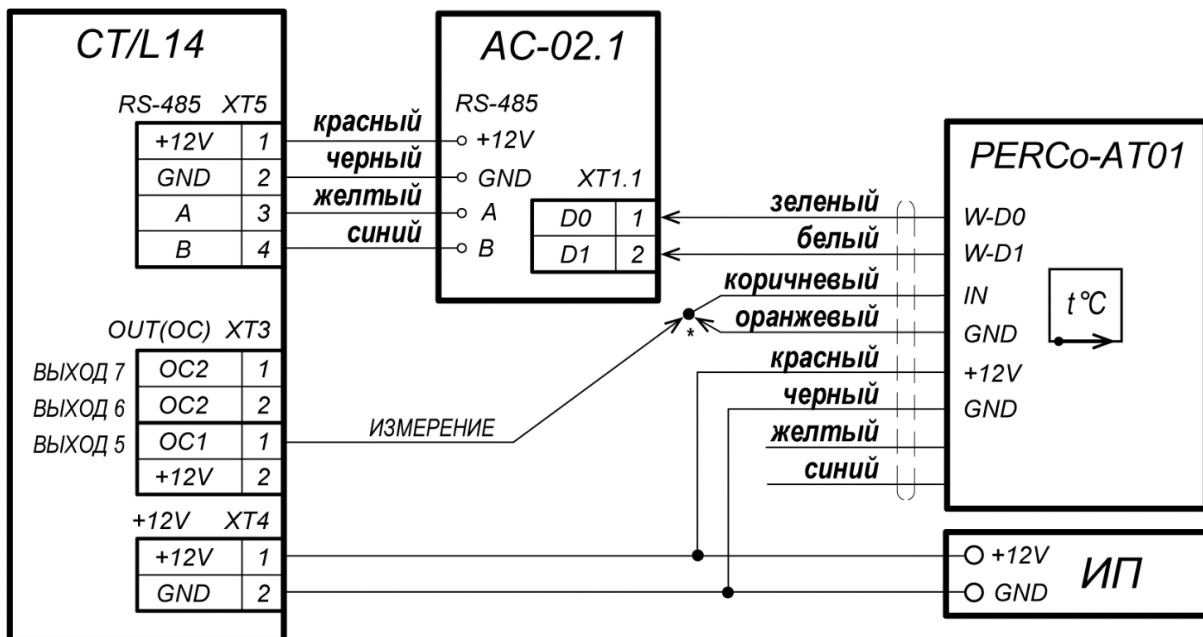 CT/L14
RS-485 XT5
+12V 1
GND 2
A 3
B 4
красный
черный
желтый
синий
AC-02.1
RS-485
+12V
GND
A
B
XT1.1
D0 1
D1 2
зеленый
белый
коричневый
оранжевый
*
красный
черный
желтый
синий
PERCo-AT01
W-D0
W-D1
IN
GND
+12V
GND
t°C
OUT(OC) XT3
ВЫХОД 7 OC2 1
ВЫХОД 6 OC2 2
ВЫХОД 5 OC1 1
+12V 2
ИЗМЕРЕНИЕ
+12V XT4
+12V 1
GND 2
+12V
GND
ИП